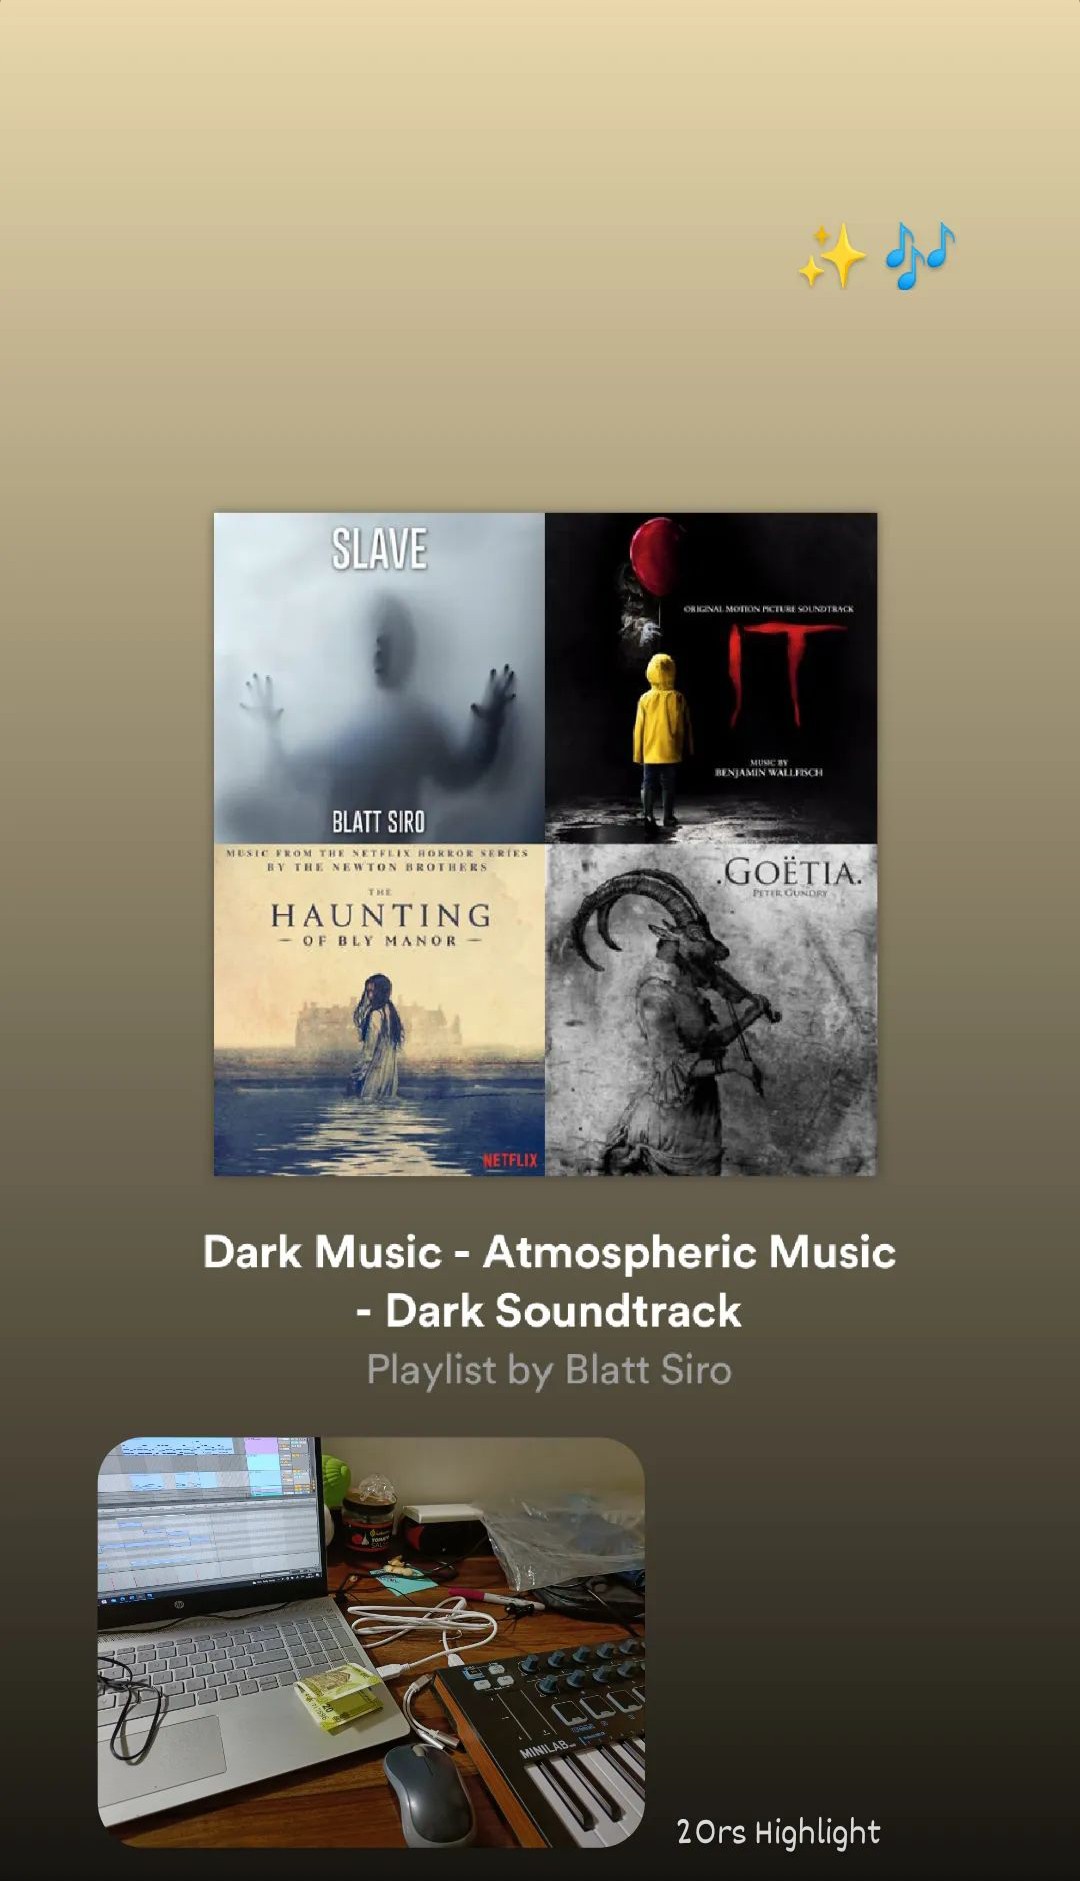 SLAVE
BLATT SIRO
ORIGINAL MOTION PICTURE SOUNDTRACK
IT
MUSIC BY
BENJAMIN WALLFISCH
MUSIC FROM THE NETFLIX HORROR SERIES
BY THE NEWTON BROTHERS
THE
HAUNTING
- OF BLY MANOR -
NETFLIX
.GOËTIA.
PETER GUNDRY
Dark Music - Atmospheric Music
- Dark Soundtrack
Playlist by Blatt Siro
hp
20
MINILAB
20rs Highlight